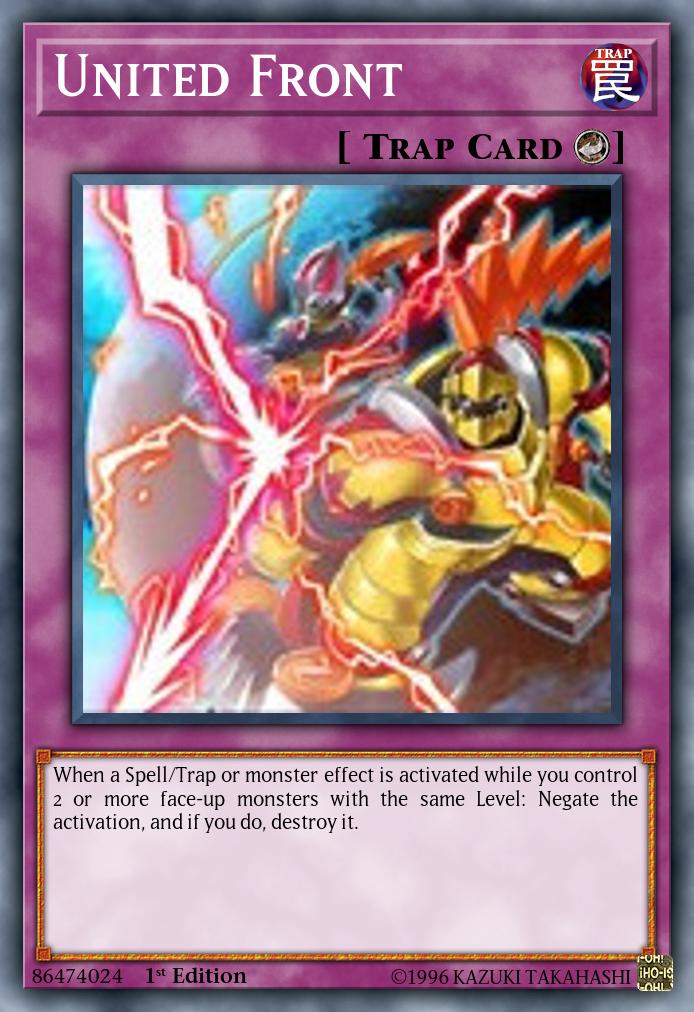 United Front
TRAP
罠
[ Trap Card ]
When a Spell/Trap or monster effect is activated while you control
2 or more face-up monsters with the same Level: Negate the
activation, and if you do, destroy it.
86474024 1st Edition ©1996 KAZUKI TAKAHASHI